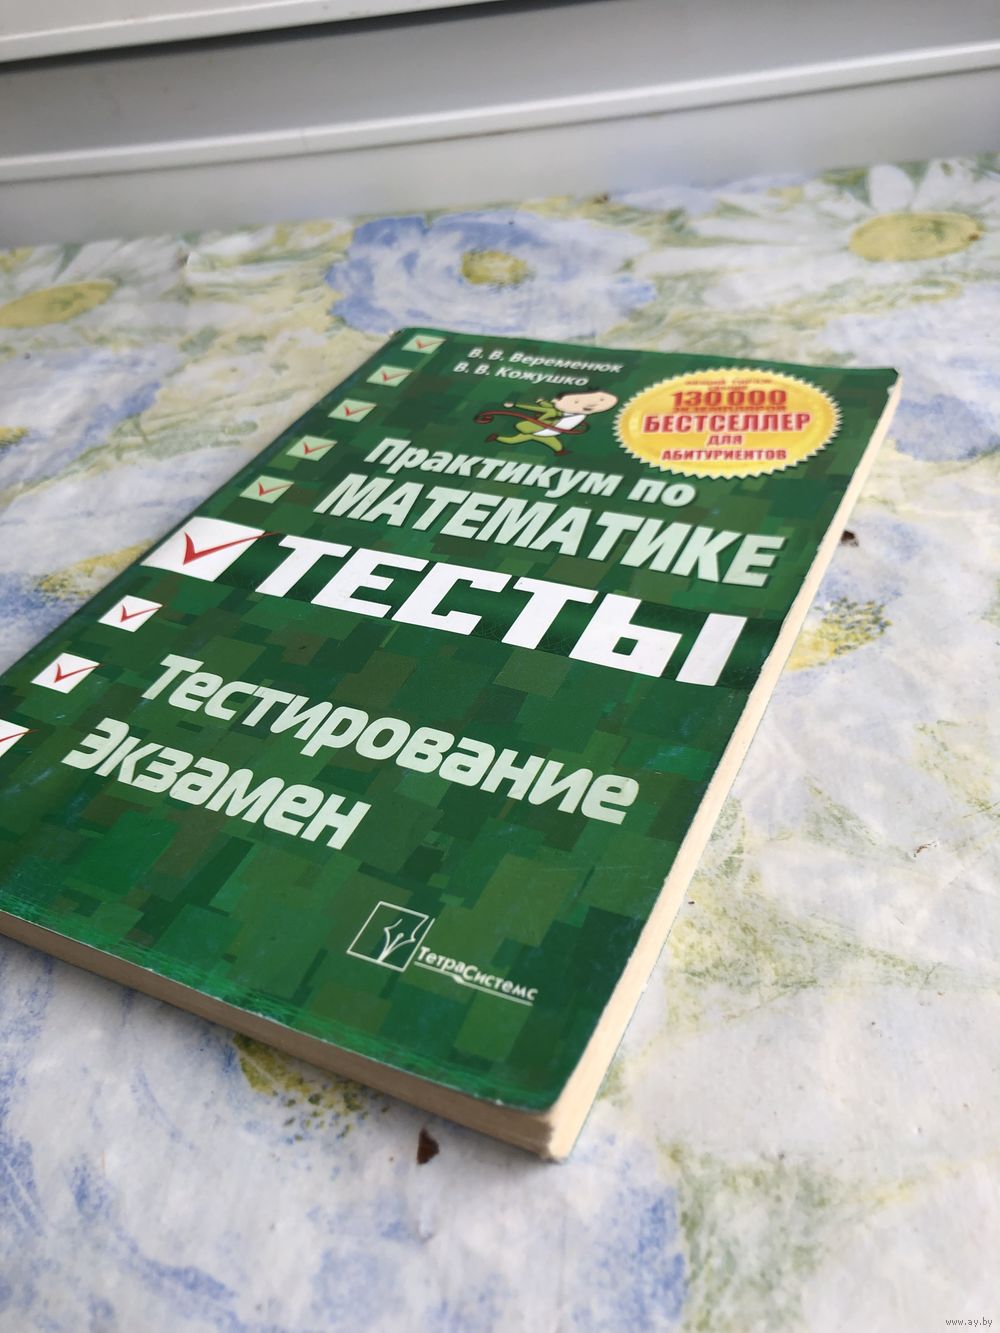 В. В. Веременюк
В. В. Кожушко
130 000
БЕСТСЕЛЛЕР
ДЛЯ
АБИТУРИЕНТОВ
Практикум по
МАТЕМАТИКЕ
ТЕСТЫ
Тестирование
Экзамен
ТетраСистемс
www.ay.by